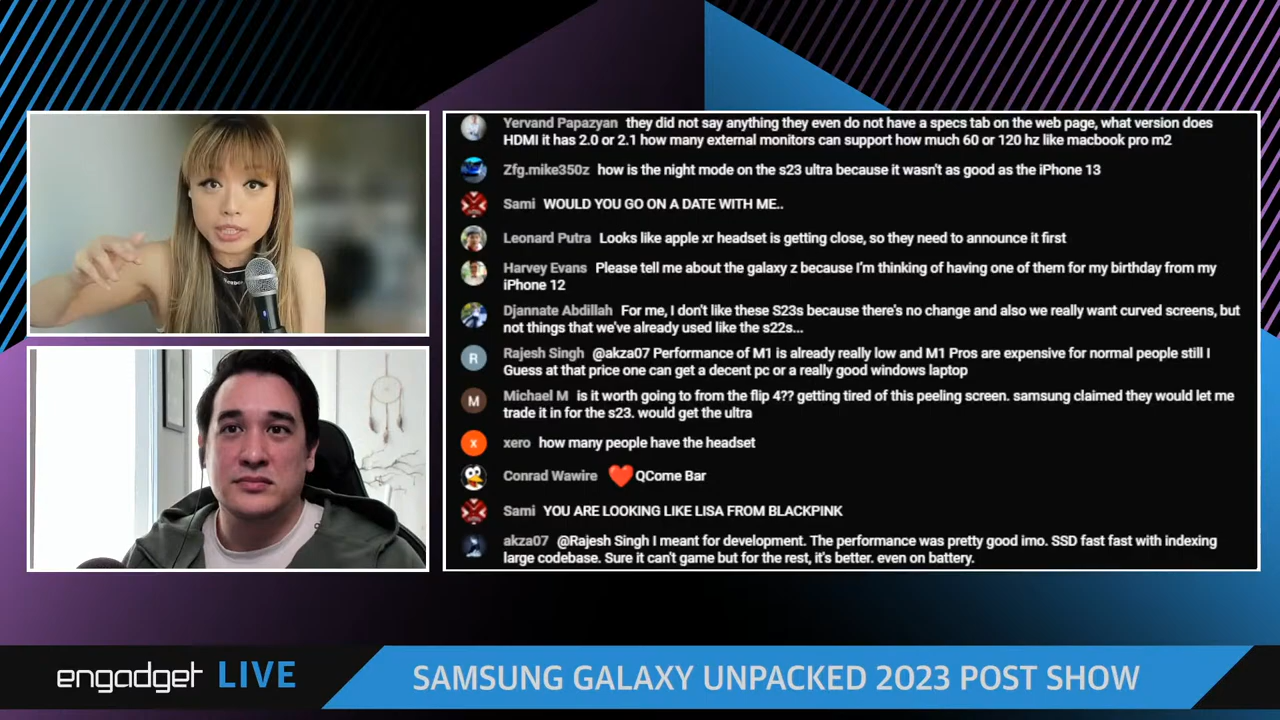 Yervand Papazyan they did not say anything they even do not have a specs tab on the web page, what version does
HDMI it has 2.0 or 2.1 how many external monitors can support how much 60 or 120 hz like macbook pro m2
Zfg.mike350z how is the night mode on the s23 ultra because it wasn't as good as the iPhone 13
Sami WOULD YOU GO ON A DATE WITH ME..
Leonard Putra Looks like apple xr headset is getting close, so they need to announce it first
Harvey Evans Please tell me about the galaxy z because I'm thinking of having one of them for my birthday from my
iPhone 12
Djannate Abdillah For me, I don't like these S23s because there's no change and also we really want curved screens, but
not things that we've already used like the s22s...
R
Rajesh Singh @akza07 Performance of M1 is already really low and M1 Pros are expensive for normal people still I
Guess at that price one can get a decent pc or a really good windows laptop
M
Michael M is it worth going to from the flip 4?? getting tired of this peeling screen. samsung claimed they would let me
trade it in for the s23. would get the ultra
x
xero how many people have the headset
Conrad Wawire ❤️QCome Bar
Sami YOU ARE LOOKING LIKE LISA FROM BLACKPINK
akza07 @Rajesh Singh I meant for development. The performance was pretty good imo. SSD fast fast with indexing
large codebase. Sure it can't game but for the rest, it's better. even on battery.
engadget LIVE
SAMSUNG GALAXY UNPACKED 2023 POST SHOW